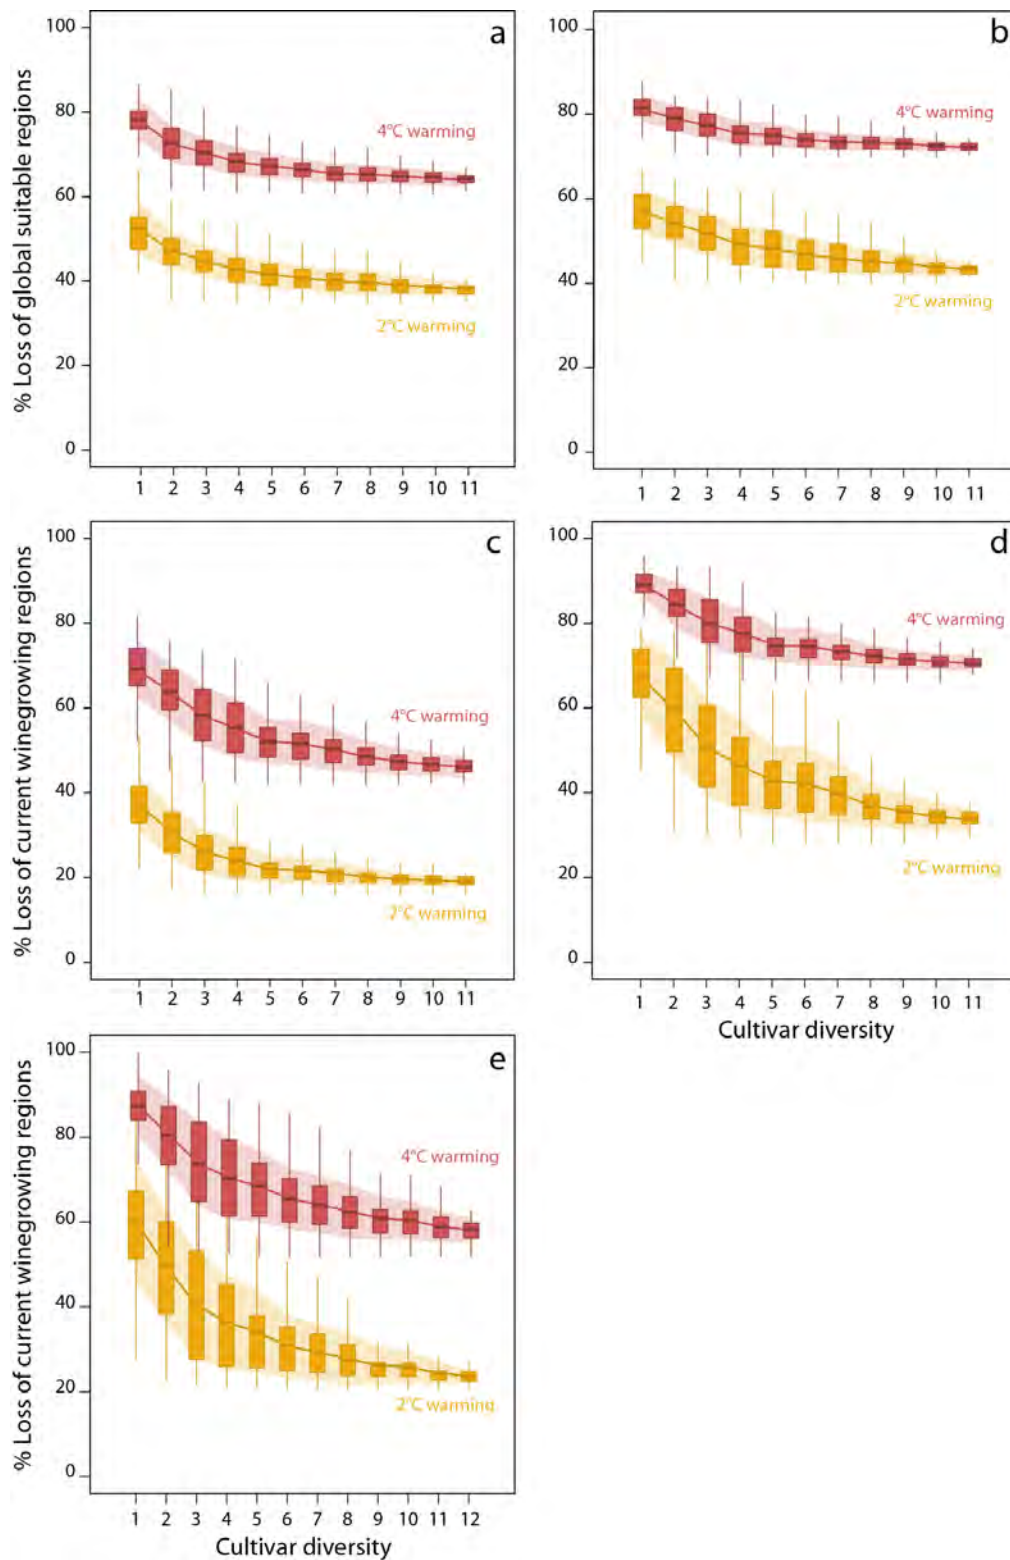 % Loss of global suitable regions
100
80
60
40
20
0
a
4°C warming
2°C warming
1 2 3 4 5 6 7 8 9 10 11
100
80
60
40
20
0
b
4°C warming
2°C warming
1 2 3 4 5 6 7 8 9 10 11
% Loss of current winegrowing regions
100
80
60
40
20
0
c
4°C warming
2°C warming
1 2 3 4 5 6 7 8 9 10 11
100
80
60
40
20
0
d
4°C warming
2°C warming
1 2 3 4 5 6 7 8 9 10 11
Cultivar diversity
% Loss of current winegrowing regions
100
80
60
40
20
0
e
4°C warming
2°C warming
1 2 3 4 5 6 7 8 9 10 11 12
Cultivar diversity